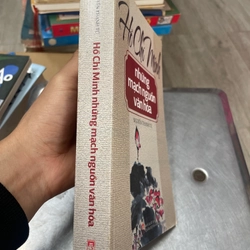 Hồ Chí Minh những mạch nguồn văn hóa
Hồ Chí Minh
những
mạch nguồn
văn hóa